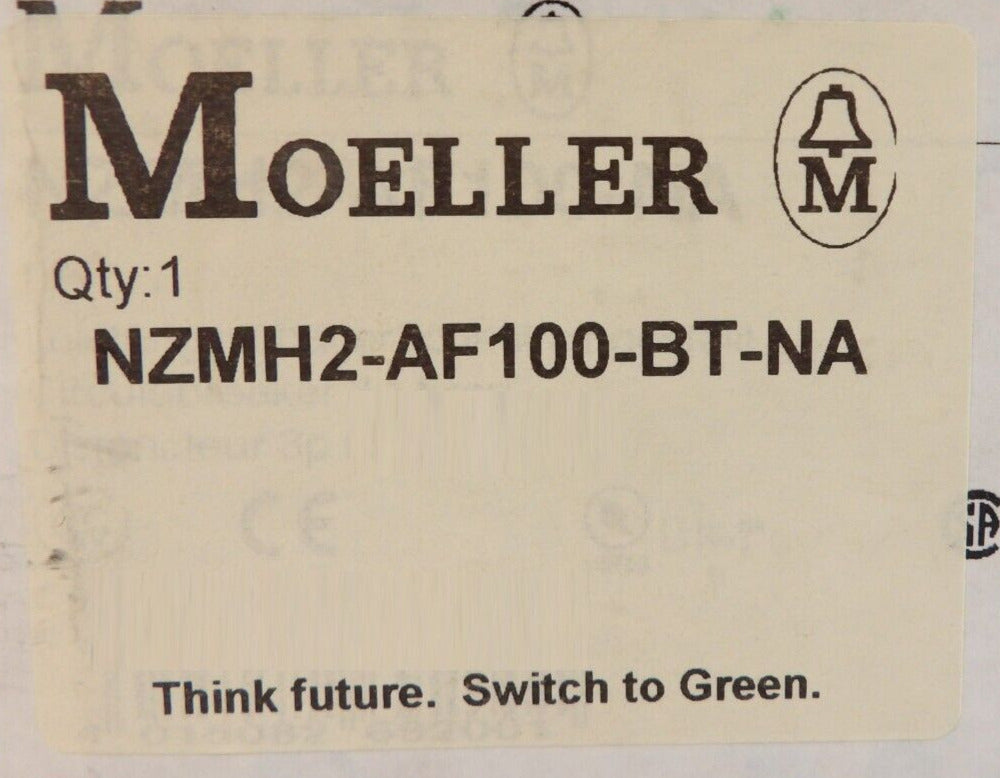 MOELLER
M
Qty:1
NZMH2-AF100-BT-NA
Think future. Switch to Green.